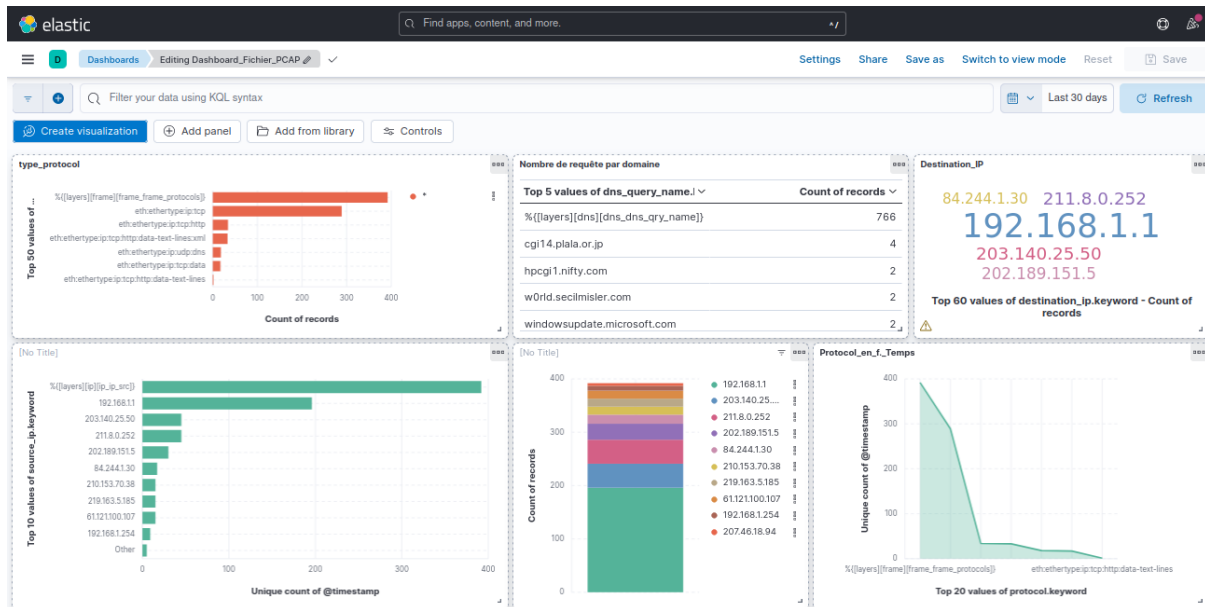 elastic
Find apps, content, and more.
^/
D
Dashboards
Editing Dashboard_Fichier_PCAP
Settings
Share
Save as
Switch to view mode
Reset
Save
Filter your data using KQL syntax
Last 30 days
Refresh
Create visualization
Add panel
Add from library
Controls
type_protocol
Top 50 values of ...
%{[layers][frame][frame_frame_protocols]}
eth:ethertype:ip:tcp
eth:ethertype:ip:tcp:http
eth:ethertype:ip:tcp:http:data-text-lines:xml
eth:ethertype:ip:udp:dns
eth:ethertype:ip:tcp:data
eth:ethertype:ip:tcp:http:data-text-lines
0 100 200 300 400
Count of records
*
Nombre de requête par domaine
Top 5 values of dns_query_name.l Count of records
%{[layers][dns][dns_dns_qry_name]} 766
cgi14.plala.or.jp 4
hpcgi1.nifty.com 2
w0rld.secilmisler.com 2
windowsupdate.microsoft.com 2
Destination_IP
84.244.1.30 211.8.0.252
192.168.1.1
203.140.25.50
202.189.151.5
Top 60 values of destination_ip.keyword - Count of
records
[No Title]
Top 10 values of source_ip.keyword
%{[layers][ip][ip_ip_src]}
192.168.1.1
203.140.25.50
211.8.0.252
202.189.151.5
84.244.1.30
210.153.70.38
219.163.5.185
61.121.100.107
192.168.1.254
Other
0 100 200 300 400
Unique count of @timestamp
[No Title]
Count of records
400
300
200
100
0
192.168.1.1
203.140.25....
211.8.0.252
202.189.151.5
84.244.1.30
210.153.70.38
219.163.5.185
61.121.100.107
192.168.1.254
207.46.18.94
Protocol_en_f._Temps
Unique count of @timestamp
400
300
200
100
0
%{[layers][frame][frame_frame_protocols]} eth:ethertype:ip:tcp:http:data-text-lines
Top 20 values of protocol.keyword